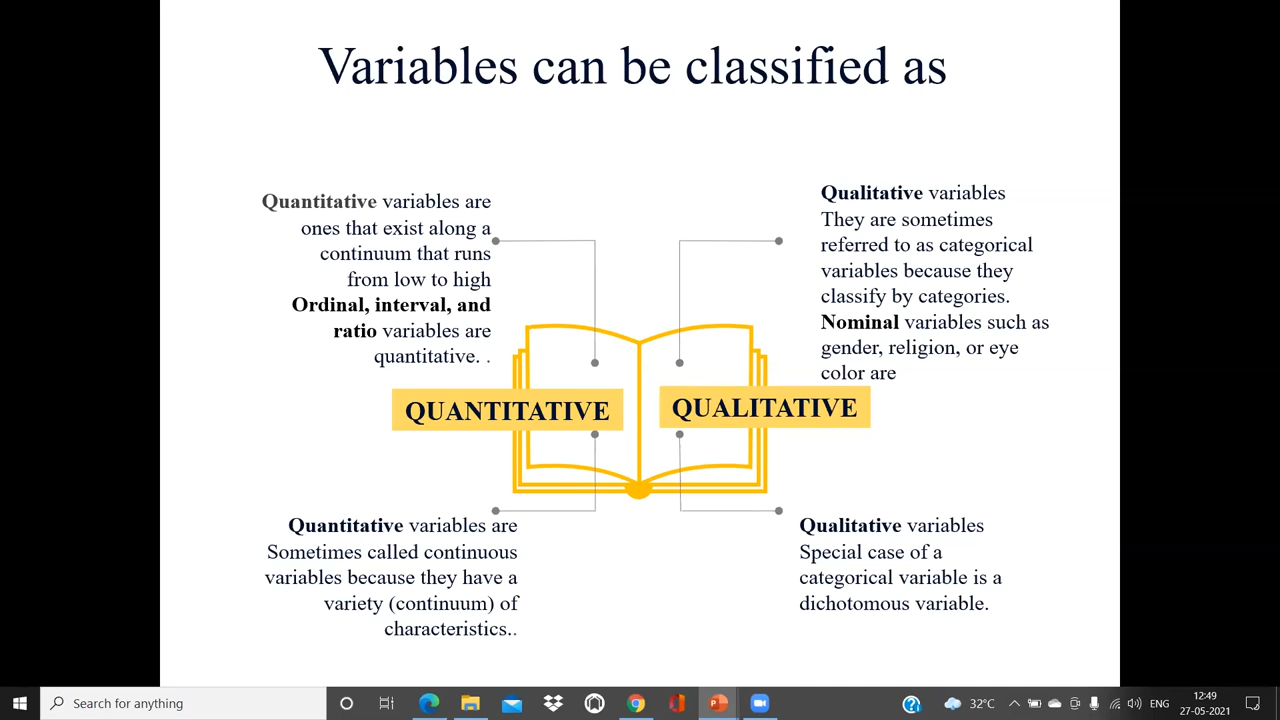 Variables can be classified as
Quantitative variables are
ones that exist along a
continuum that runs
from low to high
Ordinal, interval, and
ratio variables are
quantitative. .
Qualitative variables
They are sometimes
referred to as categorical
variables because they
classify by categories.
Nominal variables such as
gender, religion, or eye
color are
QUANTITATIVE
QUALITATIVE
Quantitative variables are
Sometimes called continuous
variables because they have a
variety (continuum) of
characteristics..
Qualitative variables
Special case of a
categorical variable is a
dichotomous variable.
Search for anything
32°C
ENG
12:49
27-05-2021